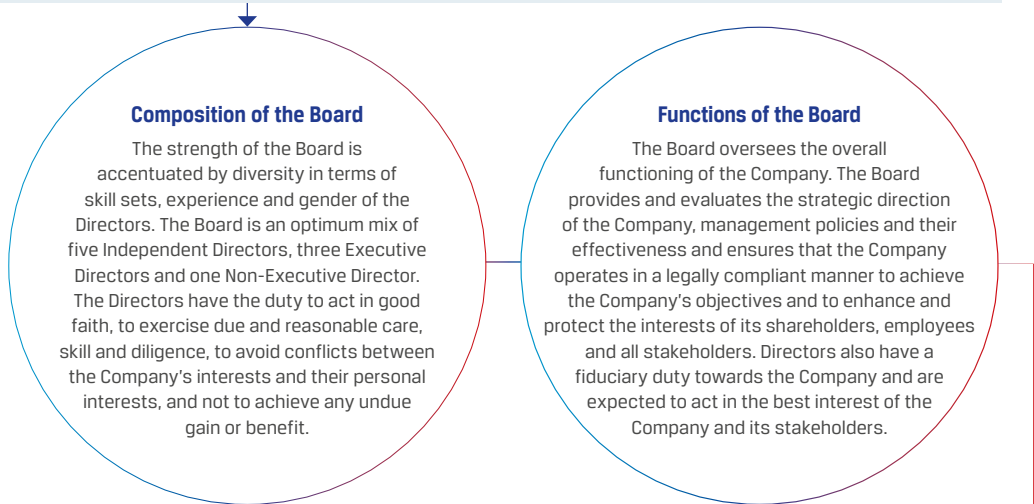 Composition of the Board
The strength of the Board is
accentuated by diversity in terms of
skill sets, experience and gender of the
Directors. The Board is an optimum mix of
five Independent Directors, three Executive
Directors and one Non-Executive Director.
The Directors have the duty to act in good
faith, to exercise due and reasonable care,
skill and diligence, to avoid conflicts between
the Company's interests and their personal
interests, and not to achieve any undue
gain or benefit.
Functions of the Board
The Board oversees the overall
functioning of the Company. The Board
provides and evaluates the strategic direction
of the Company, management policies and their
effectiveness and ensures that the Company
operates in a legally compliant manner to achieve
the Company's objectives and to enhance and
protect the interests of its shareholders, employees
and all stakeholders. Directors also have a
fiduciary duty towards the Company and are
expected to act in the best interest of the
Company and its stakeholders.